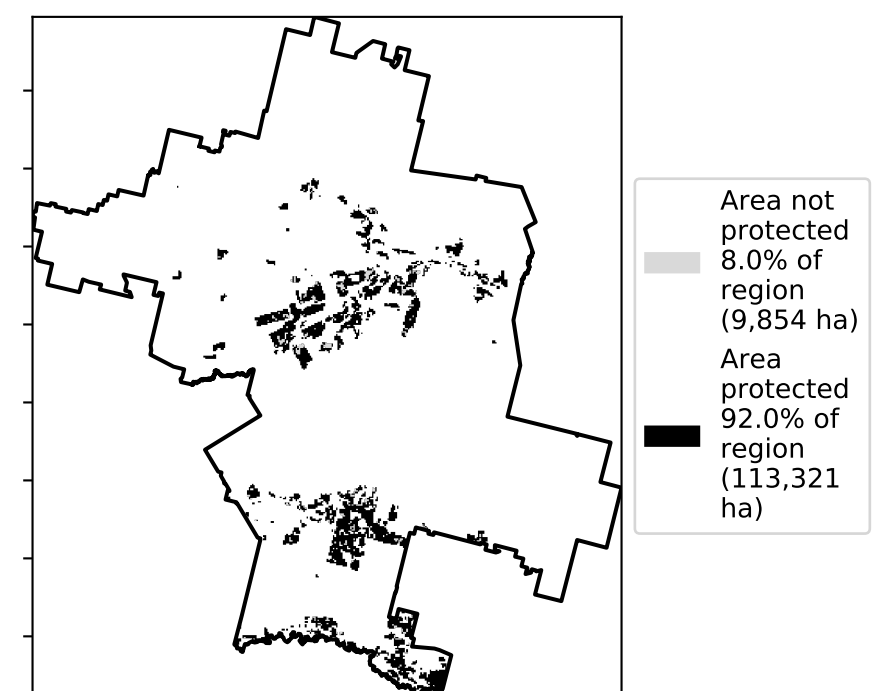 Area not
protected
8.0% of
region
(9,854 ha)
Area
protected
92.0% of
region
(113,321
ha)